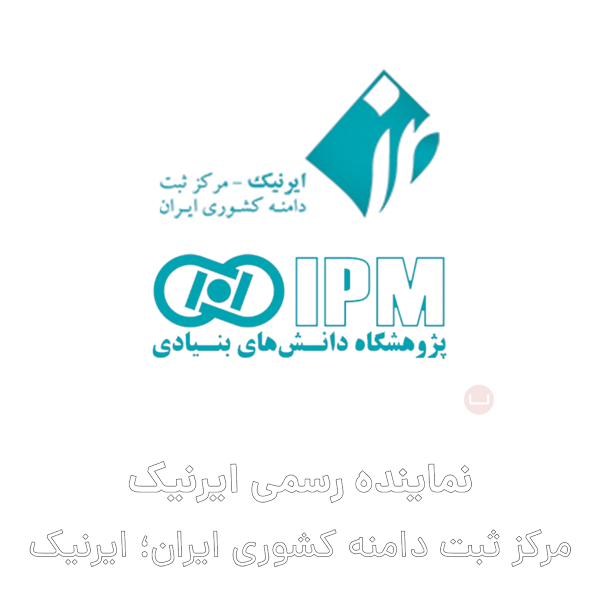 ایرنیک - مرکز ثبت
دامنه کشوری ایران
IPM
پژوهشگاه دانش‌های بنیادی
نماینده رسمی ایرنیک
مرکز ثبت دامنه کشوری ایران؛ ایرنیک